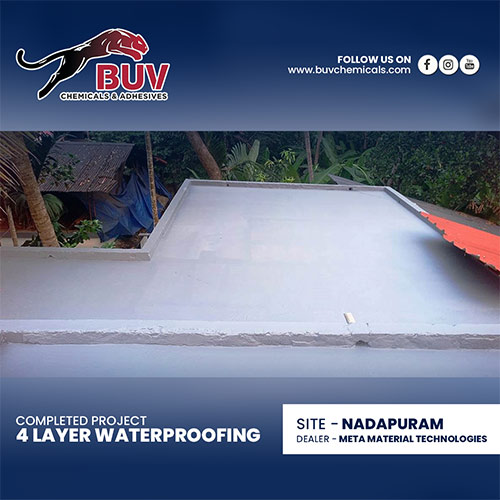 BUV
CHEMICALS & ADHESIVES
FOLLOW US ON
www.buvchemicals.com
COMPLETED PROJECT
4 LAYER WATERPROOFING
SITE - NADAPURAM
DEALER - META MATERIAL TECHNOLOGIES